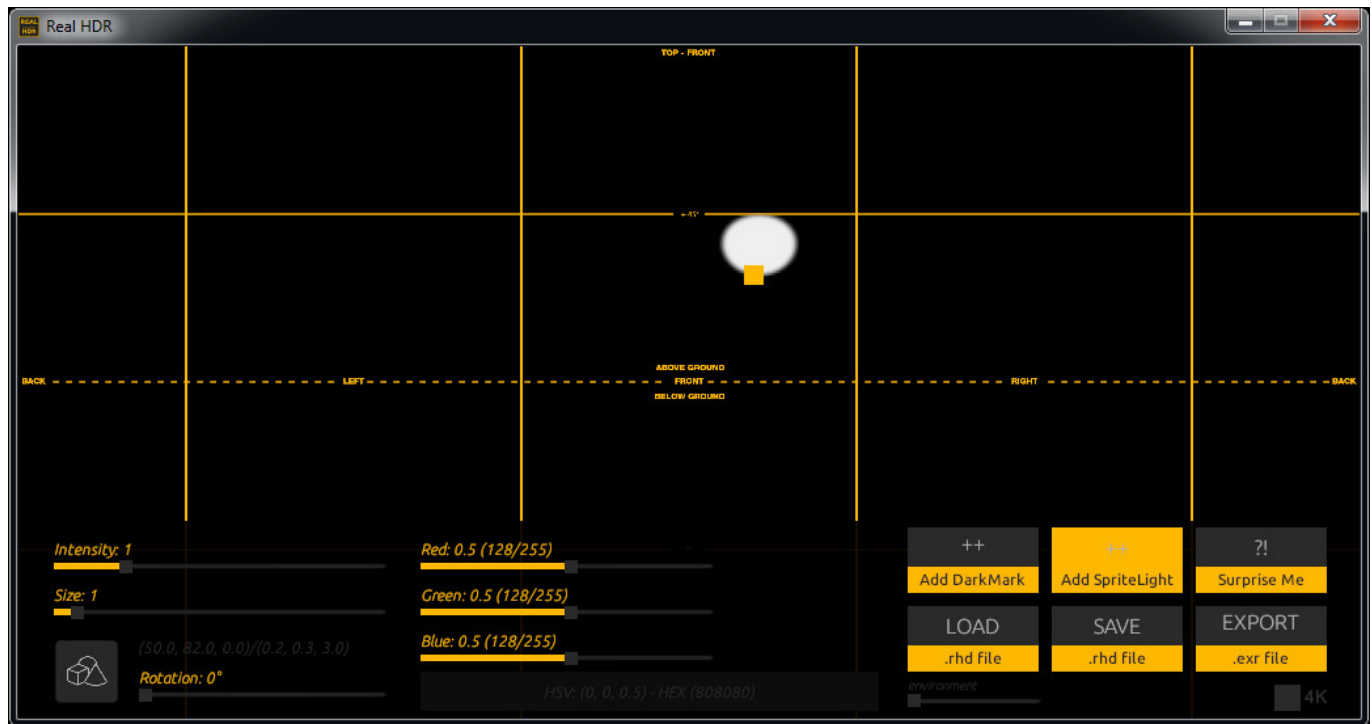 REAL HDR
Real HDR
TOP - FRONT
ABOVE GROUND
BACK LEFT FRONT RIGHT BACK
BELOW GROUND
Intensity: 1
Size: 1
(50.0, 82.0, 0.0)/(0.2, 0.3, 3.0)
Rotation: 0°
Red: 0.5 (128/255)
Green: 0.5 (128/255)
Blue: 0.5 (128/255)
HSV: (0, 0, 0.5) - HEX (808080)
++ ++ ?!
Add DarkMark Add SpriteLight Surprise Me
LOAD SAVE EXPORT
.rhd file .rhd file .exr file
environment
4K